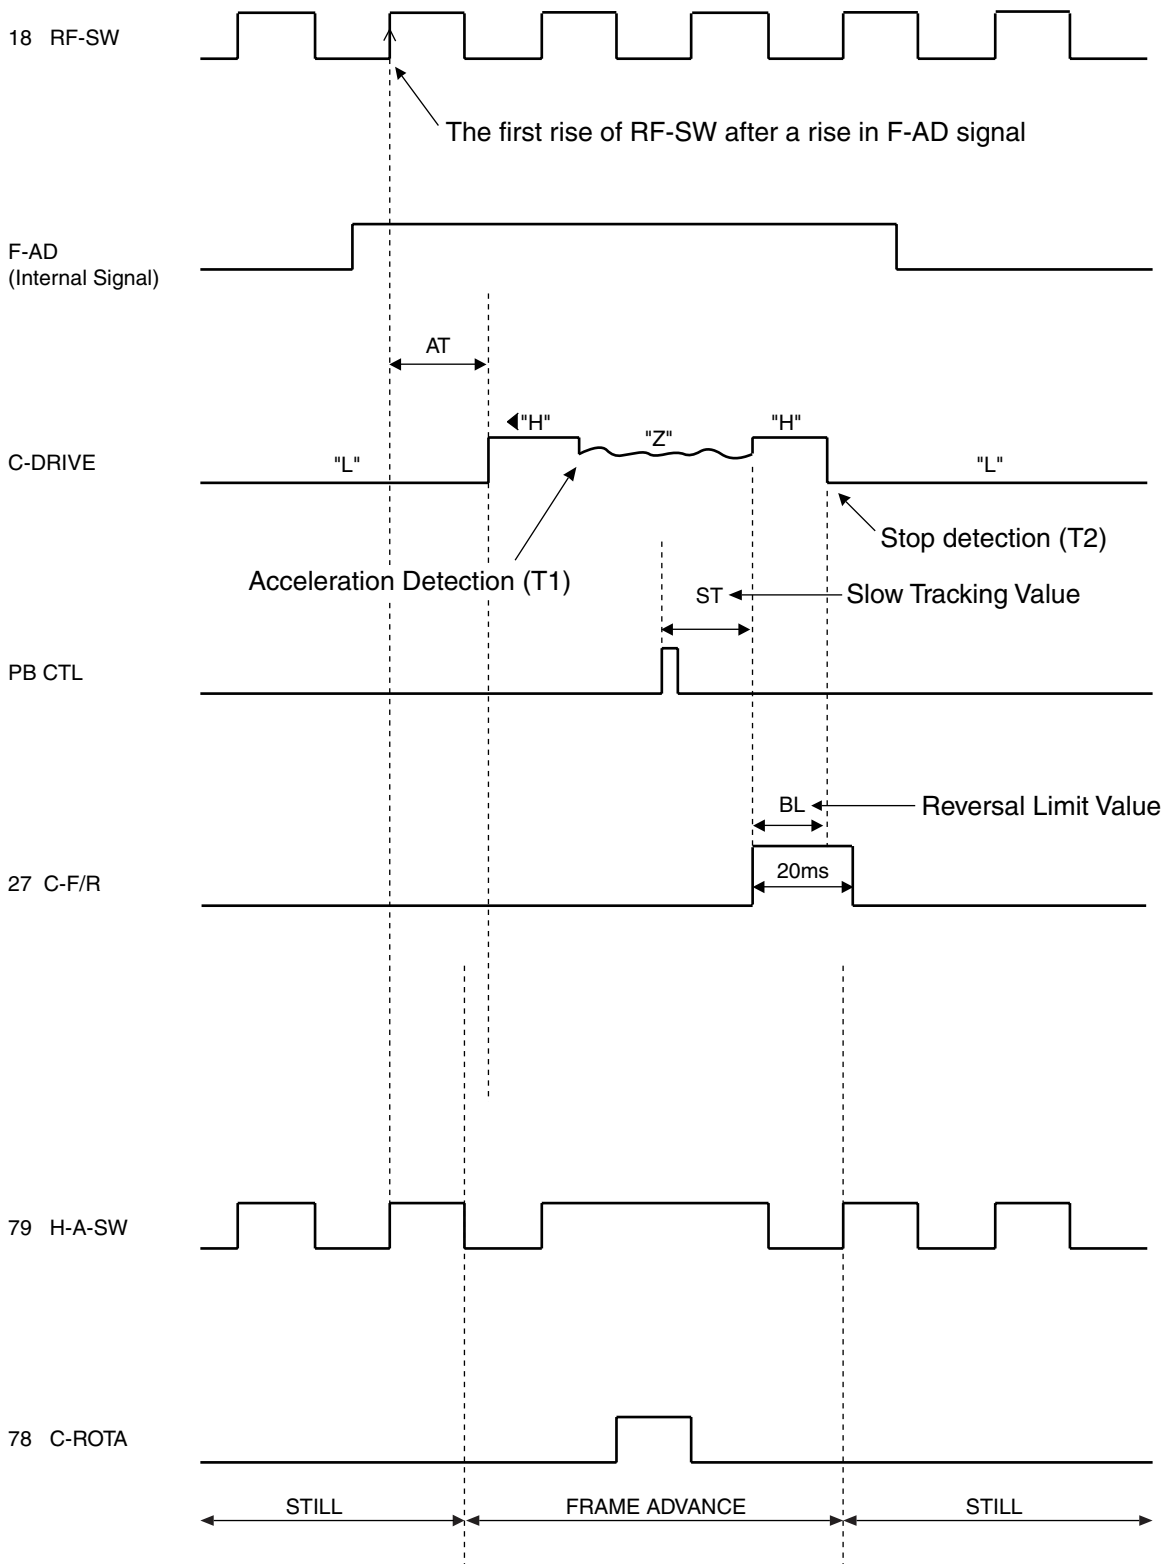 18 RF-SW
The first rise of RF-SW after a rise in F-AD signal
F-AD
(Internal Signal)
AT
C-DRIVE
"L"
"H"
"Z"
"H"
"L"
Stop detection (T2)
Acceleration Detection (T1)
ST
Slow Tracking Value
PB CTL
BL
Reversal Limit Value
27 C-F/R
20ms
79 H-A-SW
78 C-ROTA
STILL
FRAME ADVANCE
STILL